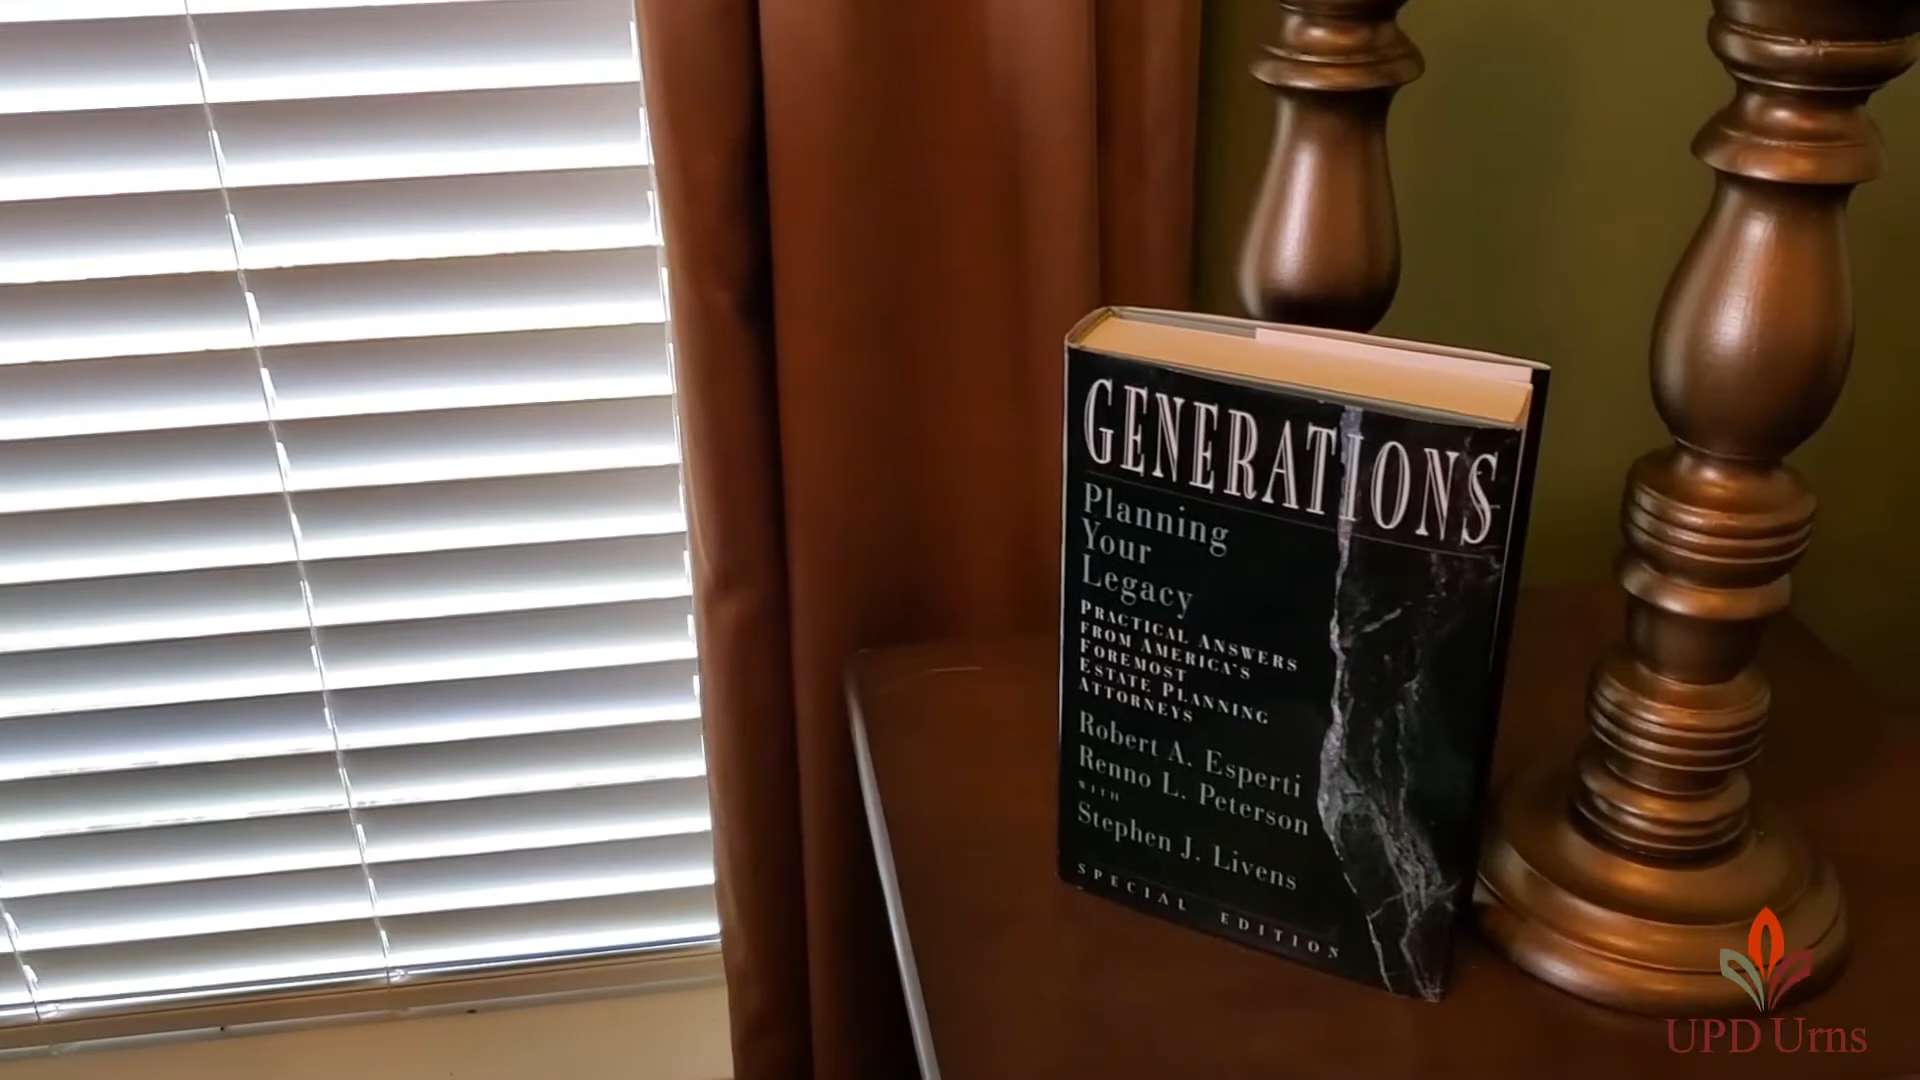 GENERATIONS
Planning
Your
Legacy
PRACTICAL ANSWERS
FROM AMERICA'S
FOREMOST
ESTATE PLANNING
ATTORNEYS
Robert A. Esperti
Renno L. Peterson
WITH
Stephen J. Livens
SPECIAL EDITION
UPD Urns